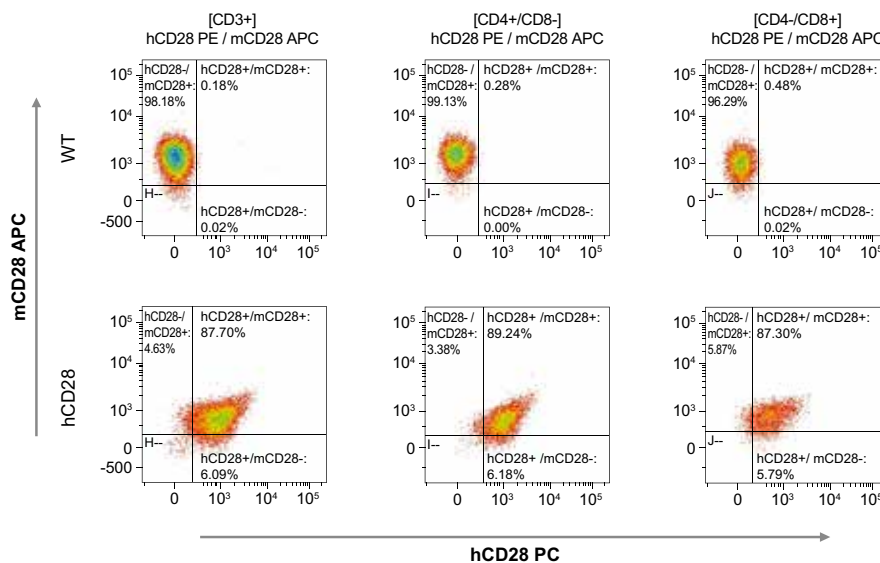 [CD3+]
hCD28 PE / mCD28 APC
[CD4+/CD8-]
hCD28 PE / mCD28 APC
[CD4-/CD8+]
hCD28 PE / mCD28 APC
mCD28 APC
WT
10⁵
10⁴
10³
0
-500
hCD28-/
mCD28+:
98.18%
hCD28+/mCD28+:
0.18%
H--
hCD28+/mCD28-:
0.02%
0
10³
10⁴
10⁵
10⁵
10⁴
10³
0
hCD28- /
mCD28+:
99.13%
hCD28+ /mCD28+:
0.28%
I--
hCD28+ /mCD28-:
0.00%
0
10³
10⁴
10⁵
10⁵
10⁴
10³
0
hCD28- /
mCD28+:
96.29%
hCD28+/ mCD28+:
0.48%
J--
hCD28+/ mCD28-:
0.02%
0
10³
10⁴
10⁵
hCD28
10⁵
10⁴
10³
0
-500
hCD28-/
mCD28+:
4.63%
hCD28+/mCD28+:
87.70%
H--
hCD28+/mCD28-:
6.09%
0
10³
10⁴
10⁵
10⁵
10⁴
10³
0
hCD28- /
mCD28+:
3.38%
hCD28+ /mCD28+:
89.24%
I--
hCD28+ /mCD28-:
6.18%
0
10³
10⁴
10⁵
10⁵
10⁴
10³
0
hCD28- /
mCD28+:
5.87%
hCD28+/ mCD28+:
87.30%
J--
hCD28+/ mCD28-:
5.79%
0
10³
10⁴
10⁵
hCD28 PC